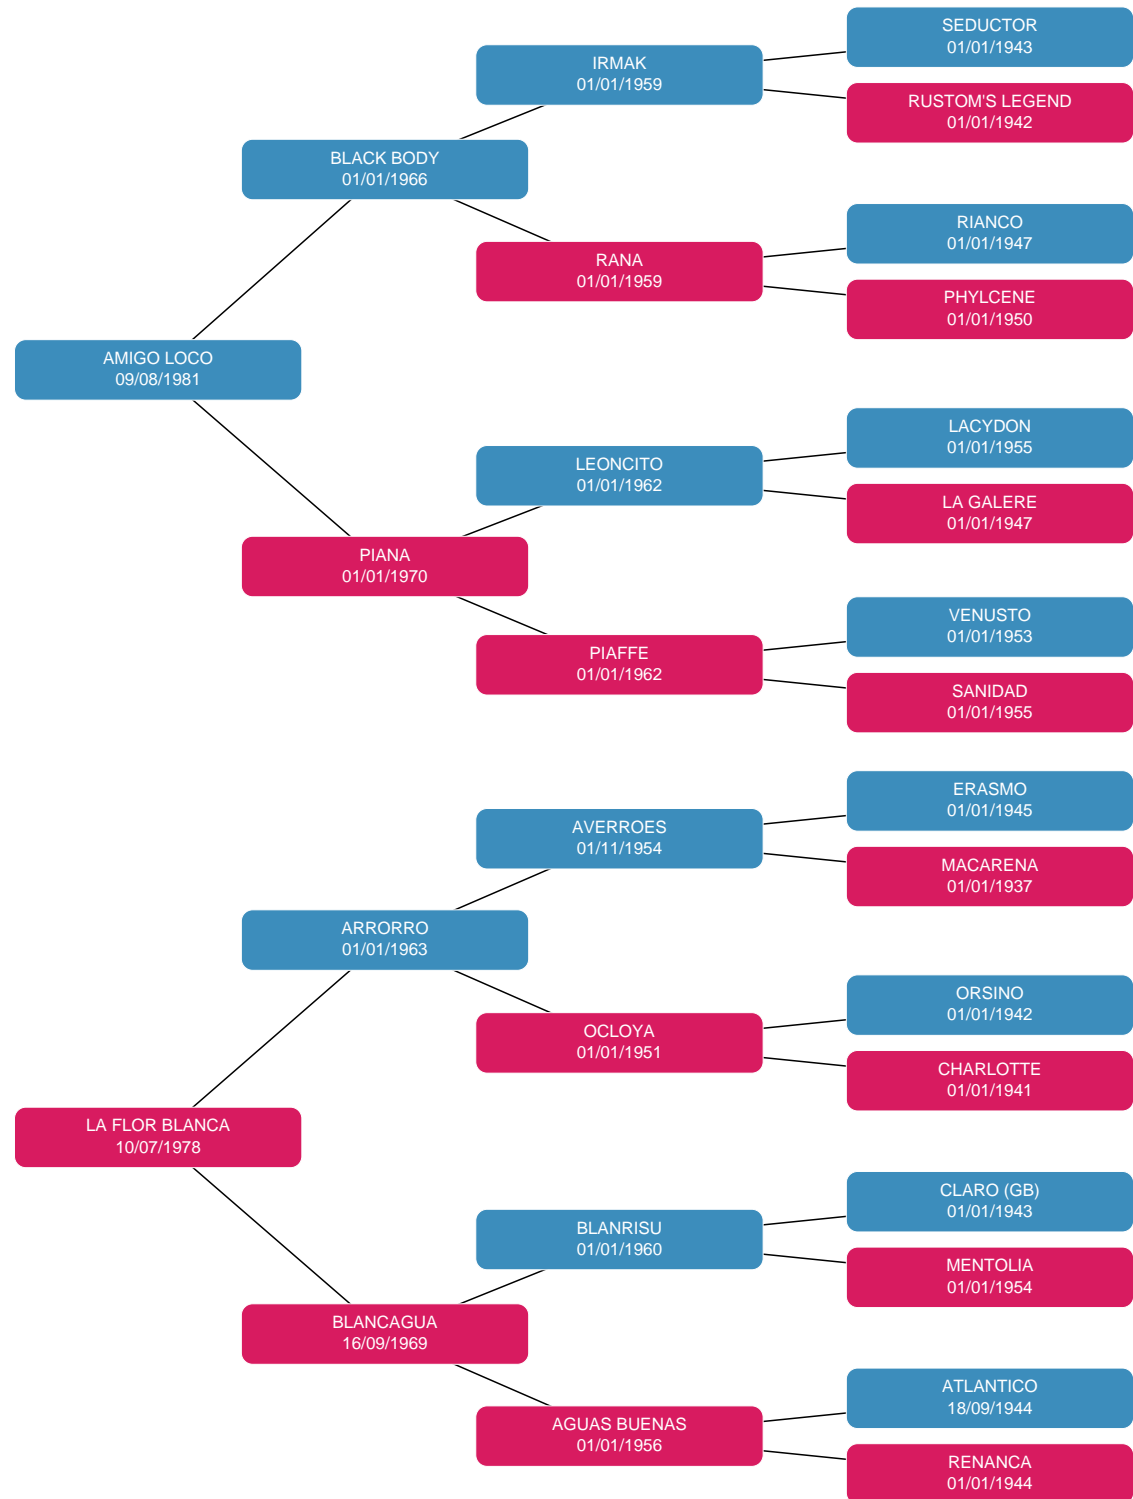 SEDUCTOR
01/01/1943
IRMAK
01/01/1959
RUSTOM'S LEGEND
01/01/1942
BLACK BODY
01/01/1966
RIANCO
01/01/1947
RANA
01/01/1959
PHYLCENE
01/01/1950
AMIGO LOCO
09/08/1981
LACYDON
01/01/1955
LEONCITO
01/01/1962
LA GALERE
01/01/1947
PIANA
01/01/1970
VENUSTO
01/01/1953
PIAFFE
01/01/1962
SANIDAD
01/01/1955
ERASMO
01/01/1945
AVERROES
01/11/1954
MACARENA
01/01/1937
ARRORRO
01/01/1963
ORSINO
01/01/1942
OCLOYA
01/01/1951
CHARLOTTE
01/01/1941
LA FLOR BLANCA
10/07/1978
CLARO (GB)
01/01/1943
BLANRISU
01/01/1960
MENTOLIA
01/01/1954
BLANCAGUA
16/09/1969
ATLANTICO
18/09/1944
AGUAS BUENAS
01/01/1956
RENANCA
01/01/1944